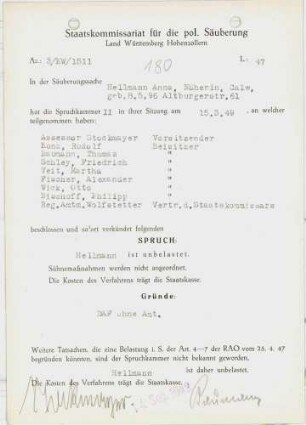 Staatskommissariat für die pol. Säuberung
Land Württemberg Hohenzollern
Az.: S/KW/1511
180
L. 47
In der Säuberungssache Hellmann Anna, Näherin, Calw,
geb.8.5.96 Altburgerstr.61
hat die Spruchkammer II in ihrer Sitzung am 15.8.49 , an welcher
teilgenommen haben:
Assessor Stockmayer Vorsitzender
Rudolf Beisitzer
Baumann, Thomas "
Schley, Friedrich "
Veit, Martha "
Fischer, Alexander "
Wick, Otto "
Bischoff, Philipp "
Reg.Amtm.Wolfstetter Vertr.d.Staatskommissars
beschlossen und sofort verkündet folgenden
SPRUCH:
Hellmann ist unbelastet.
Sühnemaßnahmen werden nicht angeordnet.
Die Kosten des Verfahrens trägt die Staatskasse.
Gründe:
DAF ohne Amt.
Weitere Tatsachen, die eine Belastung i. S. der Art. 4—7 der RAO vom 26. 4. 47
begründen könnten, sind der Spruchkammer nicht bekannt geworden.
Hellmann ist daher unbelastet.
Die Kosten des Verfahrens trägt die Staatskasse.
Baumann